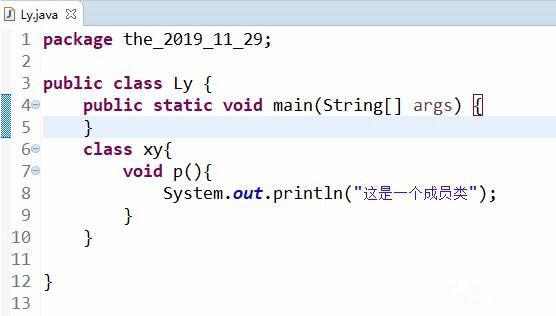 Ly.java
1 package the_2019_11_29;
2
3 public class Ly {
4     public static void main(String[] args) {
5     }
6     class xy{
7         void p(){
8             System.out.println("这是一个成员类");
9         }
10     }
11
12 }
13